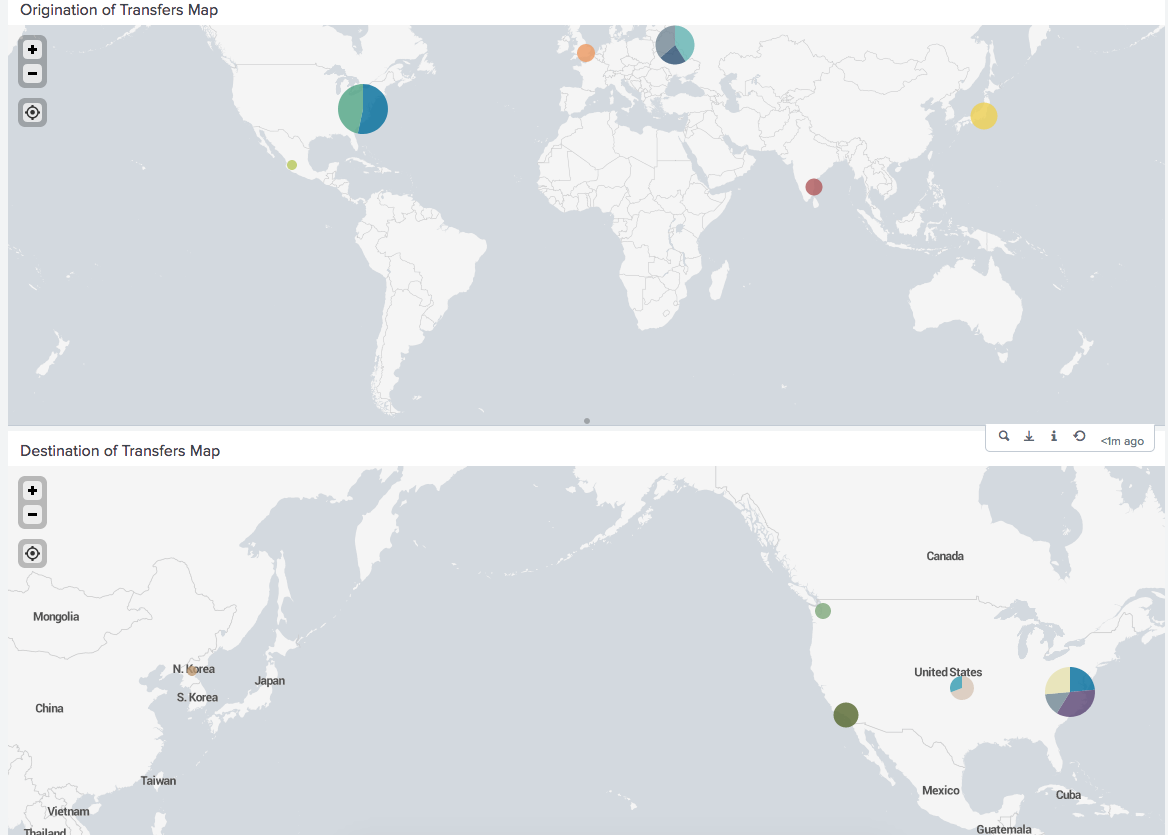 Origination of Transfers Map
+
−
<1m ago
Destination of Transfers Map
+
−
Canada
Mongolia
N. Korea
United States
Japan
S. Korea
China
Taiwan
Mexico
Cuba
Vietnam
Guatemala
Thailand